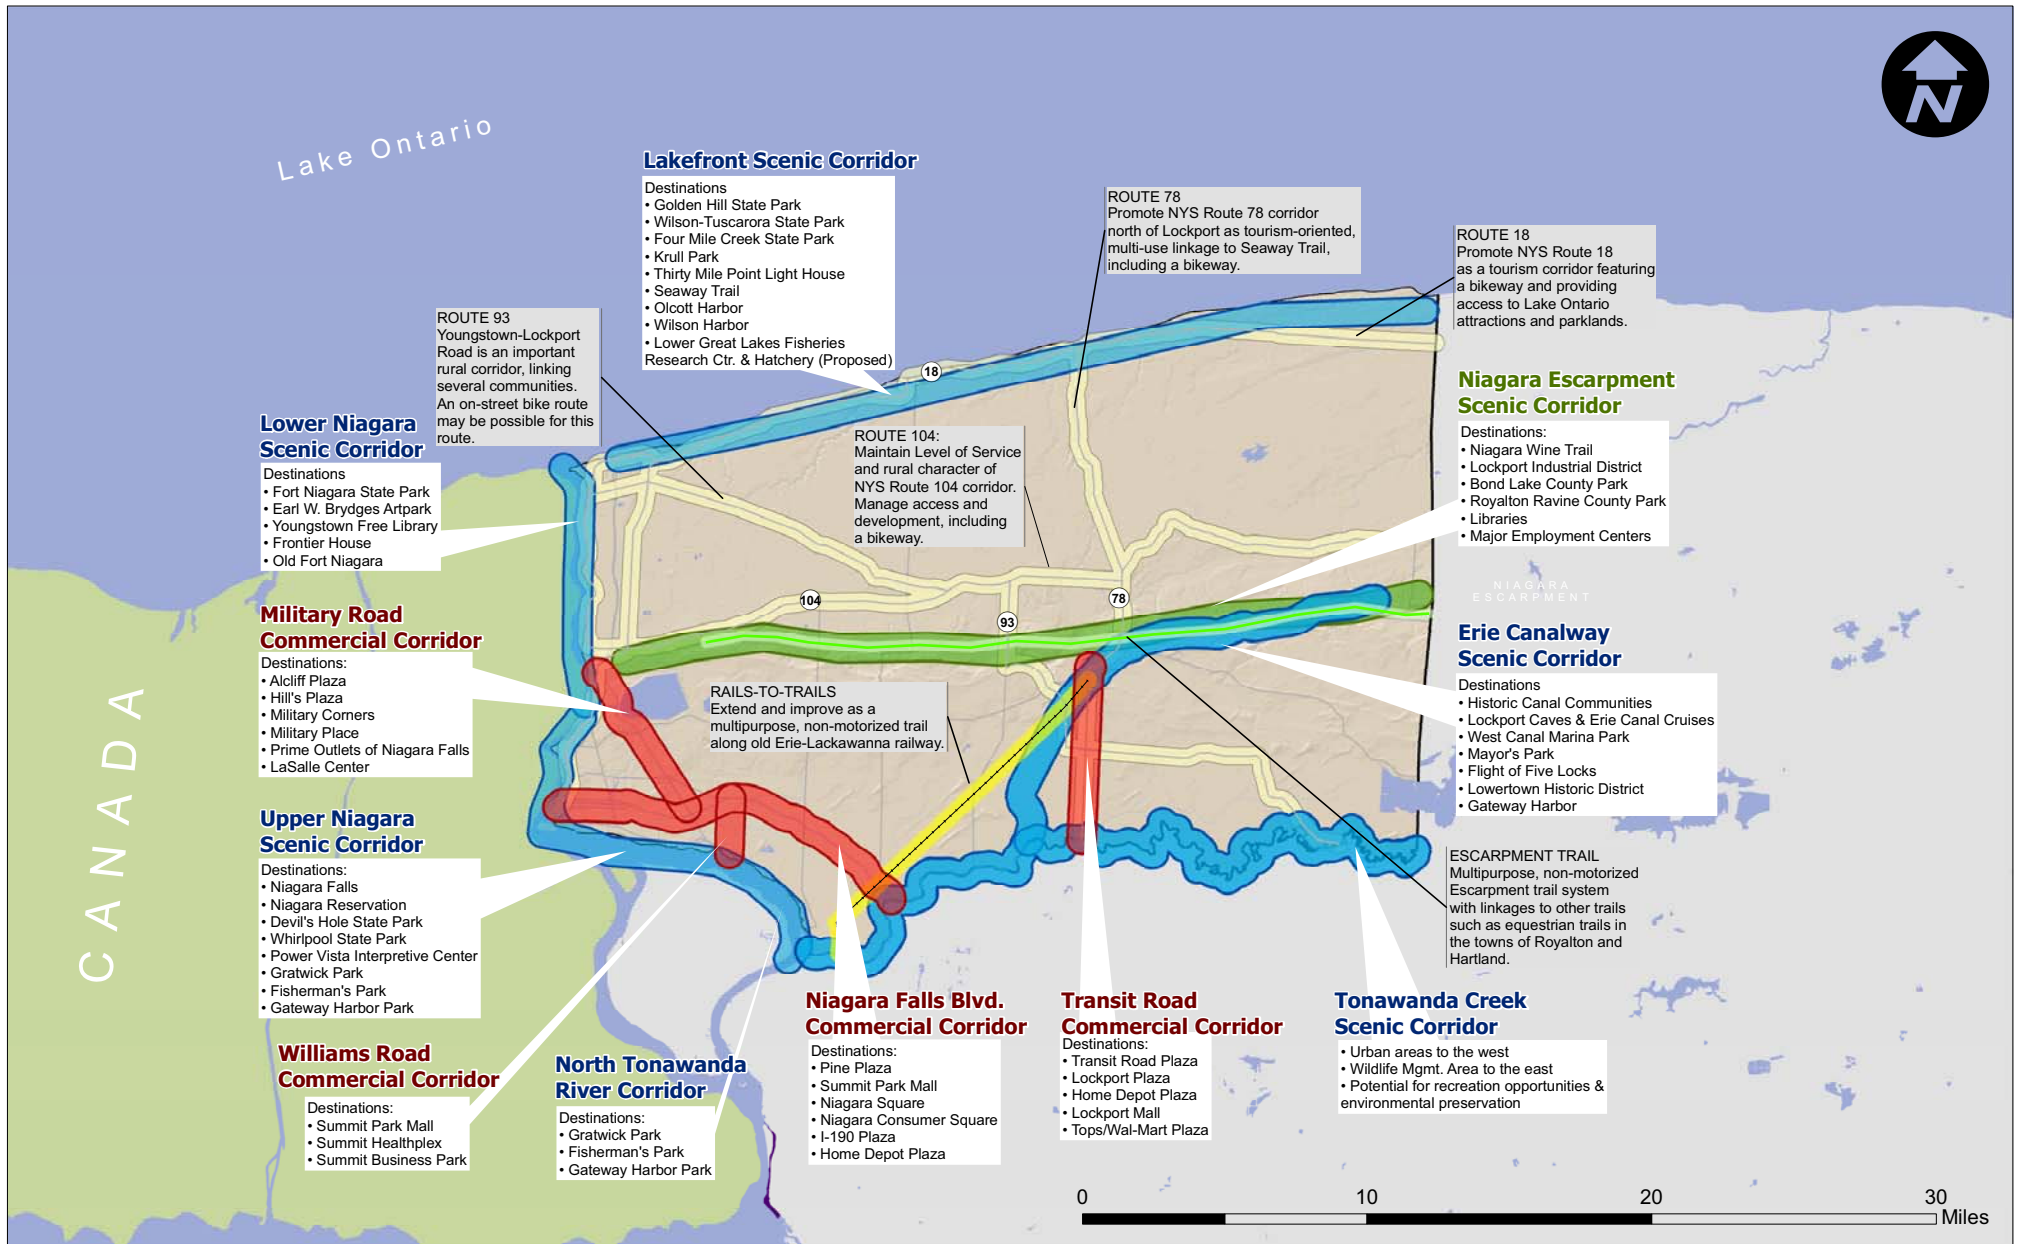 N
Lake Ontario
Lakefront Scenic Corridor
Destinations
• Golden Hill State Park
• Wilson-Tuscarora State Park
• Four Mile Creek State Park
• Krull Park
• Thirty Mile Point Light House
• Seaway Trail
• Olcott Harbor
• Wilson Harbor
• Lower Great Lakes Fisheries
Research Ctr. & Hatchery (Proposed)
ROUTE 78
Promote NYS Route 78 corridor
north of Lockport as tourism-oriented,
multi-use linkage to Seaway Trail,
including a bikeway.
ROUTE 18
Promote NYS Route 18
as a tourism corridor featuring
a bikeway and providing
access to Lake Ontario
attractions and parklands.
ROUTE 93
Youngstown-Lockport
Road is an important
rural corridor, linking
several communities.
An on-street bike route
may be possible for this
route.
18
Niagara Escarpment
Scenic Corridor
Destinations:
• Niagara Wine Trail
• Lockport Industrial District
• Bond Lake County Park
• Royalton Ravine County Park
• Libraries
• Major Employment Centers
Lower Niagara
Scenic Corridor
Destinations
• Fort Niagara State Park
• Earl W. Brydges Artpark
• Youngstown Free Library
• Frontier House
• Old Fort Niagara
ROUTE 104:
Maintain Level of Service
and rural character of
NYS Route 104 corridor.
Manage access and
development, including
a bikeway.
NIAGARA
ESCARPMENT
104
78
93
Military Road
Commercial Corridor
Destinations:
• Alcliff Plaza
• Hill's Plaza
• Military Corners
• Military Place
• Prime Outlets of Niagara Falls
• LaSalle Center
Erie Canalway
Scenic Corridor
Destinations
• Historic Canal Communities
• Lockport Caves & Erie Canal Cruises
• West Canal Marina Park
• Mayor's Park
• Flight of Five Locks
• Lowertown Historic District
• Gateway Harbor
RAILS-TO-TRAILS
Extend and improve as a
multipurpose, non-motorized trail
along old Erie-Lackawanna railway.
CANADA
Upper Niagara
Scenic Corridor
Destinations:
• Niagara Falls
• Niagara Reservation
• Devil's Hole State Park
• Whirlpool State Park
• Power Vista Interpretive Center
• Gratwick Park
• Fisherman's Park
• Gateway Harbor Park
ESCARPMENT TRAIL
Multipurpose, non-motorized
Escarpment trail system
with linkages to other trails
such as equestrian trails in
the towns of Royalton and
Hartland.
Williams Road
Commercial Corridor
Destinations:
• Summit Park Mall
• Summit Healthplex
• Summit Business Park
North Tonawanda
River Corridor
Destinations:
• Gratwick Park
• Fisherman's Park
• Gateway Harbor Park
Niagara Falls Blvd.
Commercial Corridor
Destinations:
• Pine Plaza
• Summit Park Mall
• Niagara Square
• Niagara Consumer Square
• I-190 Plaza
• Home Depot Plaza
Transit Road
Commercial Corridor
Destinations:
• Transit Road Plaza
• Lockport Plaza
• Home Depot Plaza
• Lockport Mall
• Tops/Wal-Mart Plaza
Tonawanda Creek
Scenic Corridor
• Urban areas to the west
• Wildlife Mgmt. Area to the east
• Potential for recreation opportunities &
environmental preservation
0 10 20 30
Miles